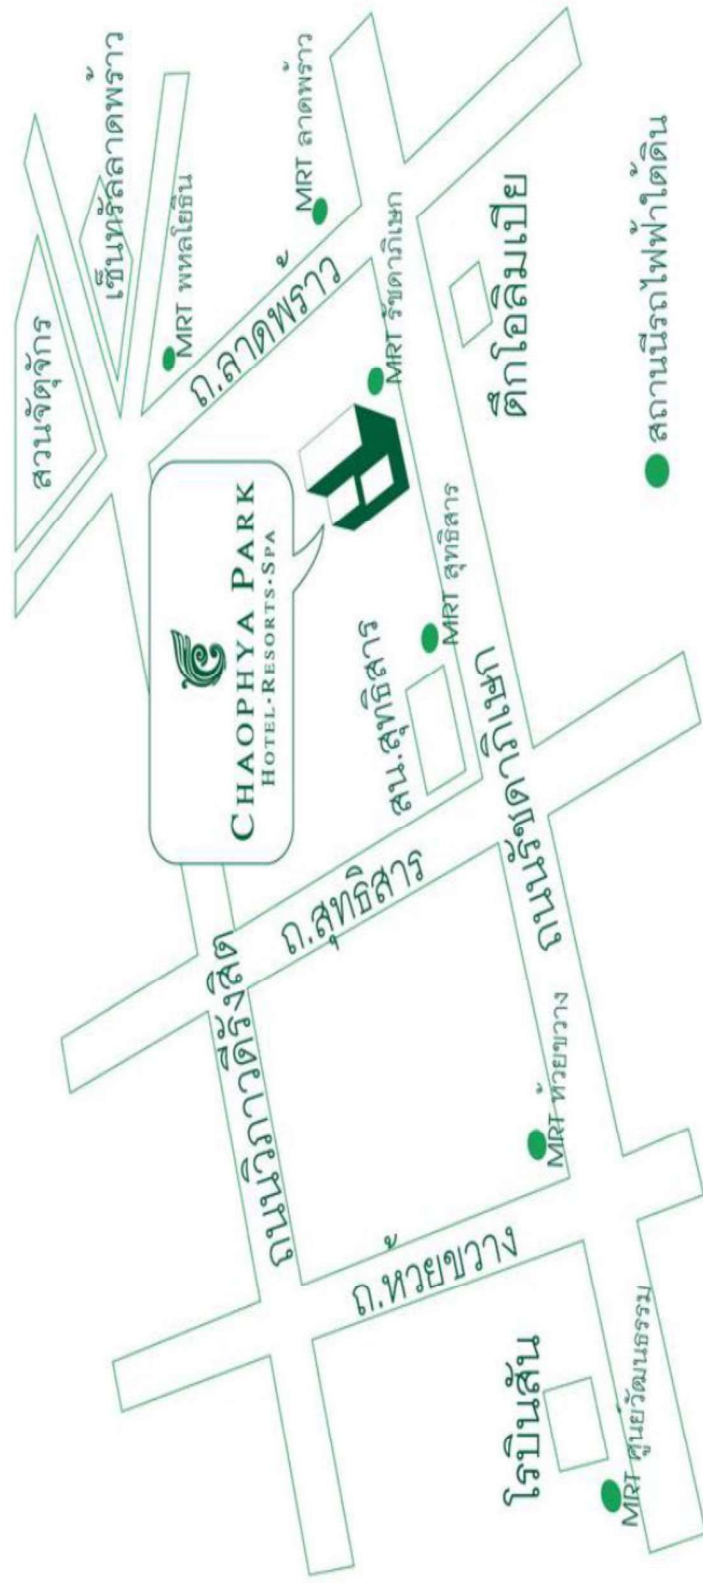 สวนจตุจักร
เซ็นทรัลลาดพร้าว
MRT พหลโยธิน
MRT ลาดพร้าว
ถ.ลาดพร้าว
MRT รัชดาภิเษก
CHAOPHYA PARK
HOTEL·RESORTS·SPA
ตึกโอลิมเปีย
MRT สุทธิสาร
สน.สุทธิสาร
ถ.สุทธิสาร
ถนนวิภาวดีรังสิต
ถนนรัชดาภิเษก
MRT ห้วยขวาง
ถ.ห้วยขวาง
โรบินสัน
MRT ศูนย์วัฒนธรรม
สถานนีรถไฟฟ้าใต้ดิน